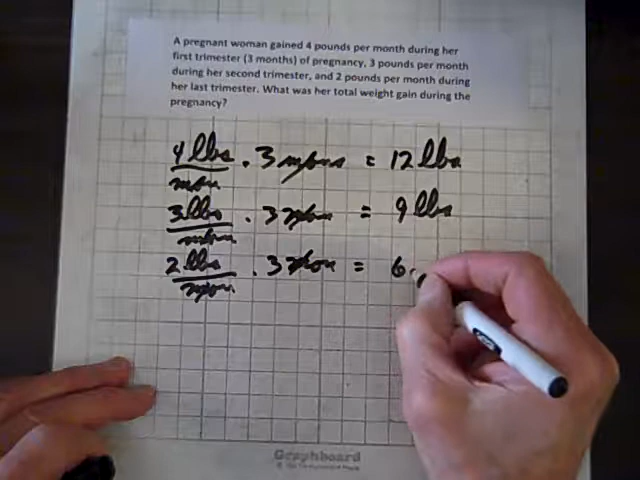 A pregnant woman gained 4 pounds per month during her
first trimester (3 months) of pregnancy, 3 pounds per month
during her second trimester, and 2 pounds per month during
her last trimester. What was her total weight gain during the
pregnancy?
4 lbs/mon . 3 mons = 12 lbs
3 lbs/mon . 3 mon = 9 lbs
2 lbs/mon . 3 mon = 6
Graphboard